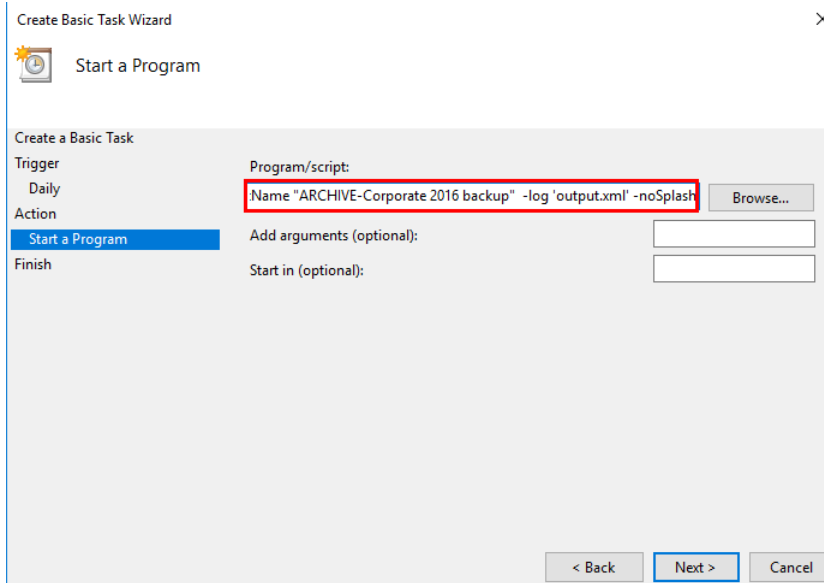 Create Basic Task Wizard
Start a Program
Create a Basic Task
Trigger
Daily
Action
Start a Program
Finish
Program/script:
:Name "ARCHIVE-Corporate 2016 backup"  -log 'output.xml' -noSplash
Browse...
Add arguments (optional):
Start in (optional):
< Back
Next >
Cancel